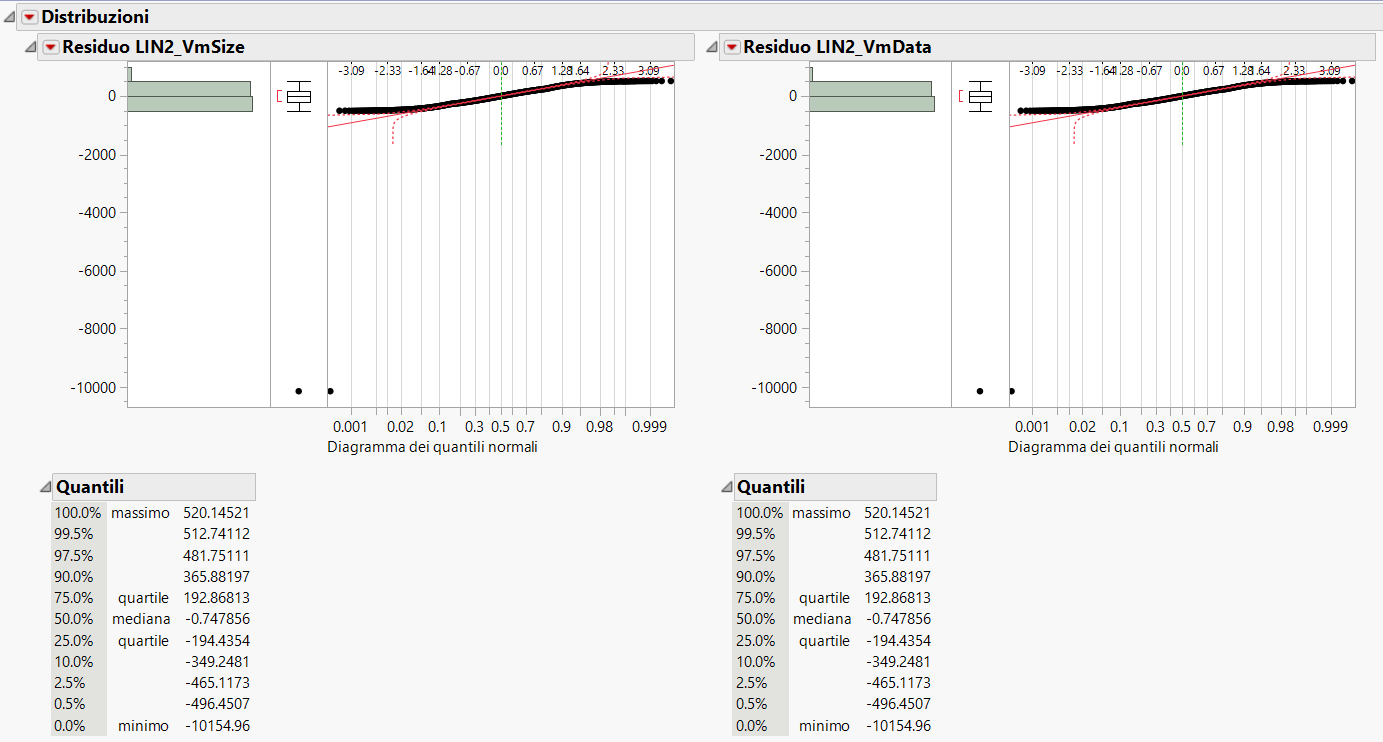 Distribuzioni
Residuo LIN2_VmSize
-3.09 -2.33 -1.64 -1.28 -0.67 0.0 0.67 1.28 1.64 2.33 3.09
0
-2000
-4000
-6000
-8000
-10000
0.001 0.02 0.1 0.3 0.5 0.7 0.9 0.98 0.999
Diagramma dei quantili normali
Quantili
100.0% massimo 520.14521
99.5% 512.74112
97.5% 481.75111
90.0% 365.88197
75.0% quartile 192.86813
50.0% mediana -0.747856
25.0% quartile -194.4354
10.0% -349.2481
2.5% -465.1173
0.5% -496.4507
0.0% minimo -10154.96
Residuo LIN2_VmData
-3.09 -2.33 -1.64 -1.28 -0.67 0.0 0.67 1.28 1.64 2.33 3.09
0
-2000
-4000
-6000
-8000
-10000
0.001 0.02 0.1 0.3 0.5 0.7 0.9 0.98 0.999
Diagramma dei quantili normali
Quantili
100.0% massimo 520.14521
99.5% 512.74112
97.5% 481.75111
90.0% 365.88197
75.0% quartile 192.86813
50.0% mediana -0.747856
25.0% quartile -194.4354
10.0% -349.2481
2.5% -465.1173
0.5% -496.4507
0.0% minimo -10154.96